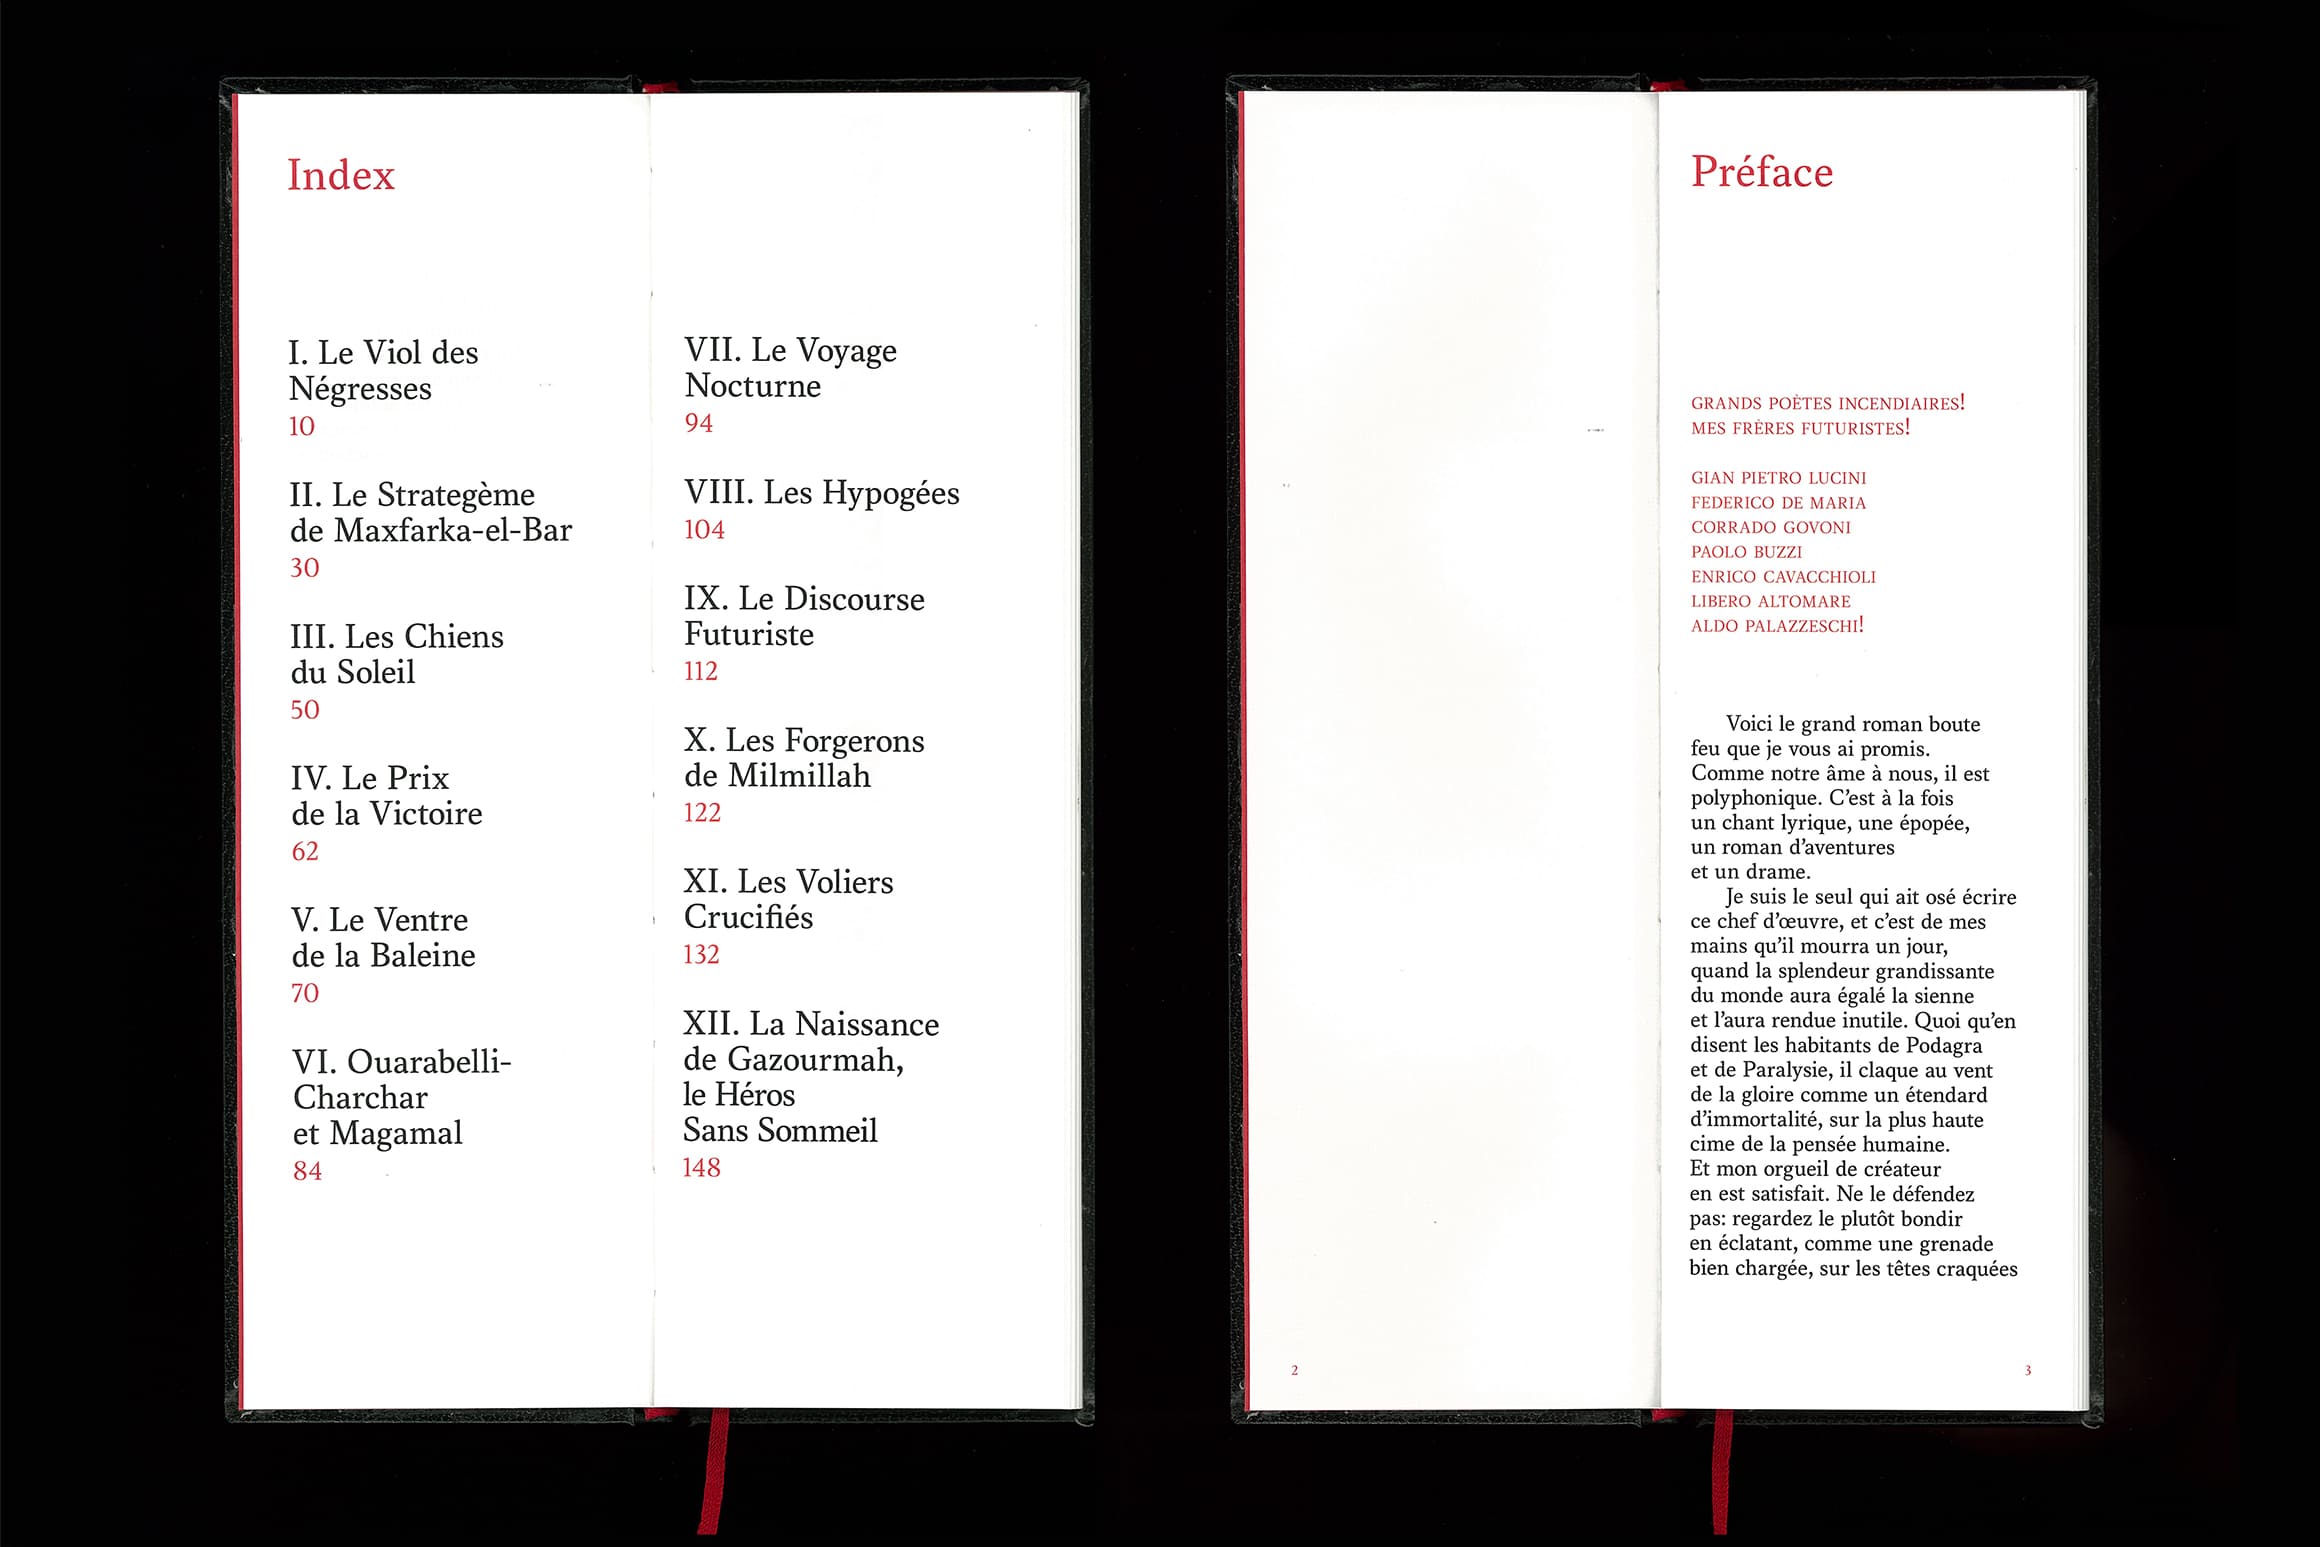 Index
I. Le Viol des
Négresses
10
II. Le Strategème
de Maxfarka-el-Bar
30
III. Les Chiens
du Soleil
50
IV. Le Prix
de la Victoire
62
V. Le Ventre
de la Baleine
70
VI. Ouarabelli-
Charchar
et Magamal
84
VII. Le Voyage
Nocturne
94
VIII. Les Hypogées
104
IX. Le Discourse
Futuriste
112
X. Les Forgerons
de Milmillah
122
XI. Les Voliers
Crucifiés
132
XII. La Naissance
de Gazourmah,
le Héros
Sans Sommeil
148
Préface
GRANDS POÈTES INCENDIAIRES!
MES FRÈRES FUTURISTES!
GIAN PIETRO LUCINI
FEDERICO DE MARIA
CORRADO GOVONI
PAOLO BUZZI
ENRICO CAVACCHIOLI
LIBERO ALTOMARE
ALDO PALAZZESCHI!
Voici le grand roman boute
feu que je vous ai promis.
Comme notre âme à nous, il est
polyphonique. C’est à la fois
un chant lyrique, une épopée,
un roman d’aventures
et un drame.
Je suis le seul qui ait osé écrire
ce chef d’œuvre, et c’est de mes
mains qu’il mourra un jour,
quand la splendeur grandissante
du monde aura égalé la sienne
et l’aura rendue inutile. Quoi qu’en
disent les habitants de Podagra
et de Paralysie, il claque au vent
de la gloire comme un étendard
d’immortalité, sur la plus haute
cime de la pensée humaine.
Et mon orgueil de créateur
en est satisfait. Ne le défendez
pas: regardez le plutôt bondir
en éclatant, comme une grenade
bien chargée, sur les têtes craquées
2
3